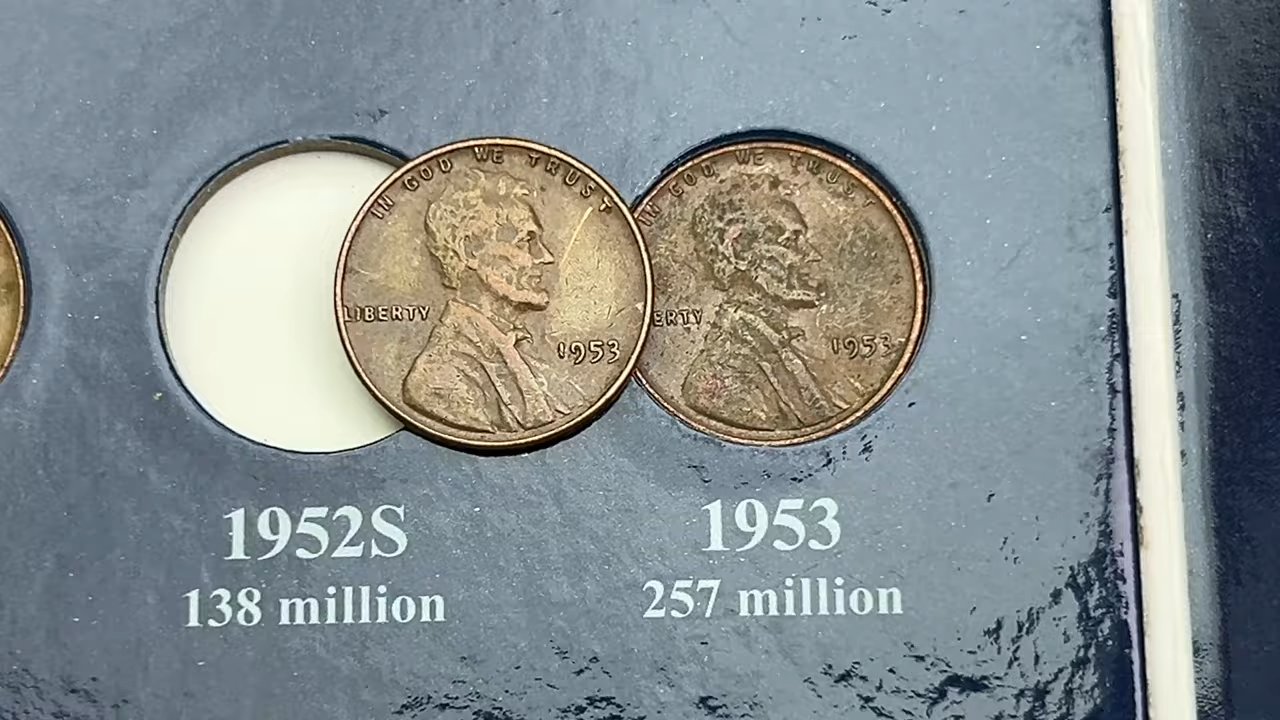 IN GOD WE TRUST
LIBERTY
1953
IN GOD WE TRUST
ERTY
1953
1952S
138 million
1953
257 million